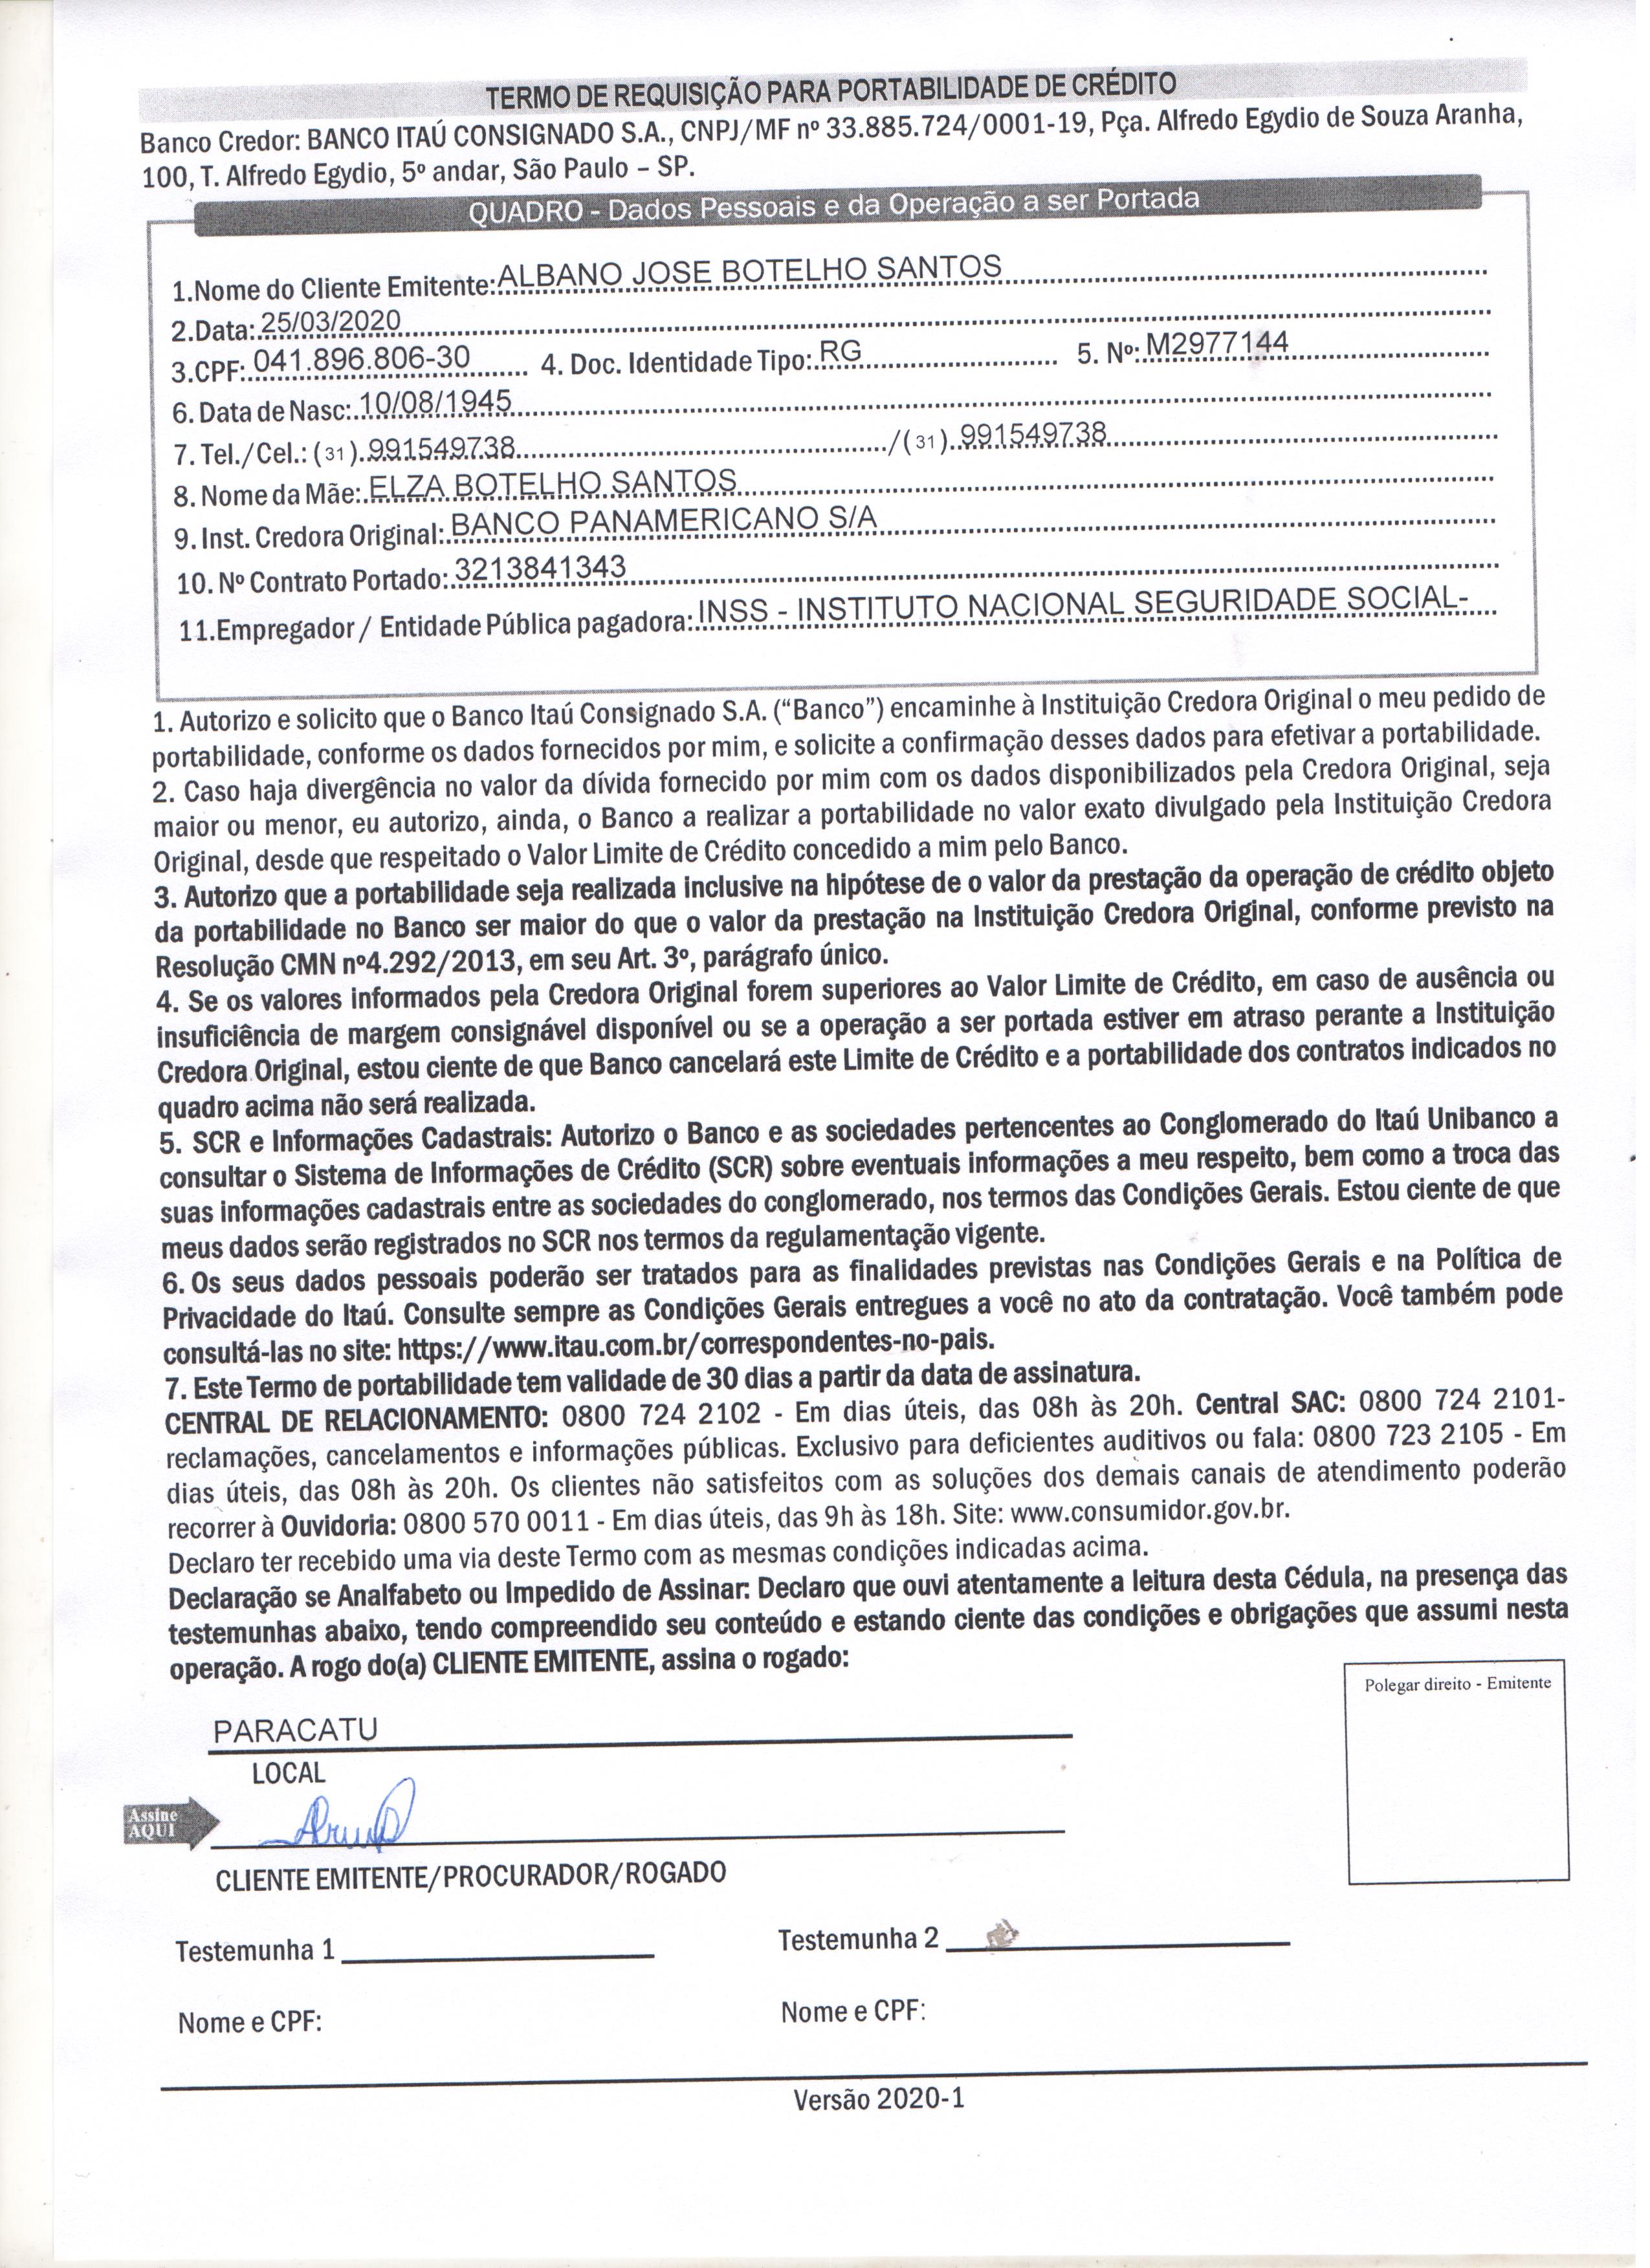 TERMO DE REQUISIÇÃO PARA PORTABILIDADE DE CRÉDITO
Banco Credor: BANCO ITAÚ CONSIGNADO S.A., CNPJ/MF nº 33.885.724/0001-19, Pça. Alfredo Egydio de Souza Aranha,
100, T. Alfredo Egydio, 5º andar, São Paulo – SP.
QUADRO - Dados Pessoais e da Operação a ser Portada
1.Nome do Cliente Emitente: ALBANO JOSE BOTELHO SANTOS
2.Data: 25/03/2020
3.CPF: 041.896.806-30 4. Doc. Identidade Tipo: RG 5. Nº: M2977144
6. Data de Nasc: 10/08/1945
7. Tel./Cel.: (31) 991549738 /(31) 991549738
8. Nome da Mãe: ELZA BOTELHO SANTOS
9. Inst. Credora Original: BANCO PANAMERICANO S/A
10. Nº Contrato Portado: 3213841343
11.Empregador / Entidade Pública pagadora: INSS - INSTITUTO NACIONAL SEGURIDADE SOCIAL-
1. Autorizo e solicito que o Banco Itaú Consignado S.A. (“Banco”) encaminhe à Instituição Credora Original o meu pedido de
portabilidade, conforme os dados fornecidos por mim, e solicite a confirmação desses dados para efetivar a portabilidade.
2. Caso haja divergência no valor da dívida fornecido por mim com os dados disponibilizados pela Credora Original, seja
maior ou menor, eu autorizo, ainda, o Banco a realizar a portabilidade no valor exato divulgado pela Instituição Credora
Original, desde que respeitado o Valor Limite de Crédito concedido a mim pelo Banco.
3. Autorizo que a portabilidade seja realizada inclusive na hipótese de o valor da prestação da operação de crédito objeto
da portabilidade no Banco ser maior do que o valor da prestação na Instituição Credora Original, conforme previsto na
Resolução CMN nº4.292/2013, em seu Art. 3º, parágrafo único.
4. Se os valores informados pela Credora Original forem superiores ao Valor Limite de Crédito, em caso de ausência ou
insuficiência de margem consignável disponível ou se a operação a ser portada estiver em atraso perante a Instituição
Credora Original, estou ciente de que Banco cancelará este Limite de Crédito e a portabilidade dos contratos indicados no
quadro acima não será realizada.
5. SCR e Informações Cadastrais: Autorizo o Banco e as sociedades pertencentes ao Conglomerado do Itaú Unibanco a
consultar o Sistema de Informações de Crédito (SCR) sobre eventuais informações a meu respeito, bem como a troca das
suas informações cadastrais entre as sociedades do conglomerado, nos termos das Condições Gerais. Estou ciente de que
meus dados serão registrados no SCR nos termos da regulamentação vigente.
6. Os seus dados pessoais poderão ser tratados para as finalidades previstas nas Condições Gerais e na Política de
Privacidade do Itaú. Consulte sempre as Condições Gerais entregues a você no ato da contratação. Você também pode
consultá-las no site: https://www.itau.com.br/correspondentes-no-pais.
7. Este Termo de portabilidade tem validade de 30 dias a partir da data de assinatura.
CENTRAL DE RELACIONAMENTO: 0800 724 2102 - Em dias úteis, das 08h às 20h. Central SAC: 0800 724 2101-
reclamações, cancelamentos e informações públicas. Exclusivo para deficientes auditivos ou fala: 0800 723 2105 - Em
dias úteis, das 08h às 20h. Os clientes não satisfeitos com as soluções dos demais canais de atendimento poderão
recorrer à Ouvidoria: 0800 570 0011 - Em dias úteis, das 9h às 18h. Site: www.consumidor.gov.br.
Declaro ter recebido uma via deste Termo com as mesmas condições indicadas acima.
Declaração se Analfabeto ou Impedido de Assinar: Declaro que ouvi atentamente a leitura desta Cédula, na presença das
testemunhas abaixo, tendo compreendido seu conteúdo e estando ciente das condições e obrigações que assumi nesta
operação. A rogo do(a) CLIENTE EMITENTE, assina o rogado:
Polegar direito - Emitente
PARACATU
LOCAL
Assine
AQUI
CLIENTE EMITENTE/PROCURADOR/ROGADO
Testemunha 1 Testemunha 2
Nome e CPF: Nome e CPF:
Versão 2020-1